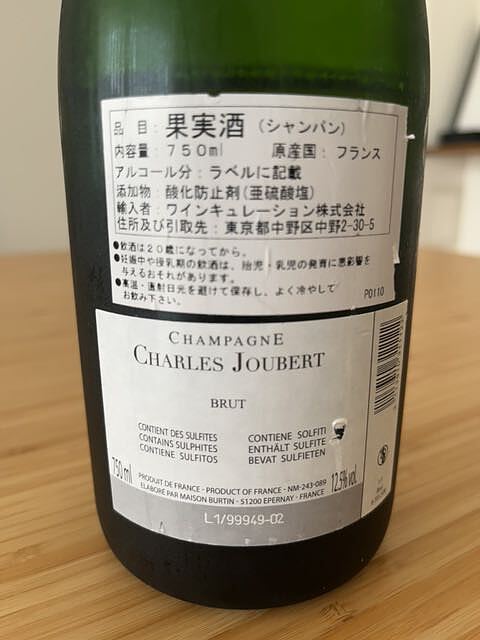 品 目：果実酒（シャンパン）
内容量：７５０ml 原産国：フランス
アルコール分：ラベルに記載
添加物：酸化防止剤(亜硫酸塩)
輸入者：ワインキュレーション株式会社
住所及び引取先：東京都中野区中野2-30-5
●飲酒は２０歳になってから。
●妊娠中や授乳期の飲酒は、胎児・乳児の発育に悪影響を
与えるおそれがあります。
●高温・直射日光を避けて保存し、よく冷やして
お飲み下さい。
P0110
CHAMPAGNE
CHARLES JOUBERT
BRUT
CONTIENT DES SULFITES CONTIENE SOLFITI
CONTAINS SULPHITES ENTHÄLT SULFITE
CONTIENE SULFITOS BEVAT SULFIETEN
750 ml
PRODUIT DE FRANCE - PRODUCT OF FRANCE - NM-243-089
ELABORÉ PAR MAISON BURTIN - 51200 EPERNAY - FRANCE
12.5% vol.
L1/99949-02